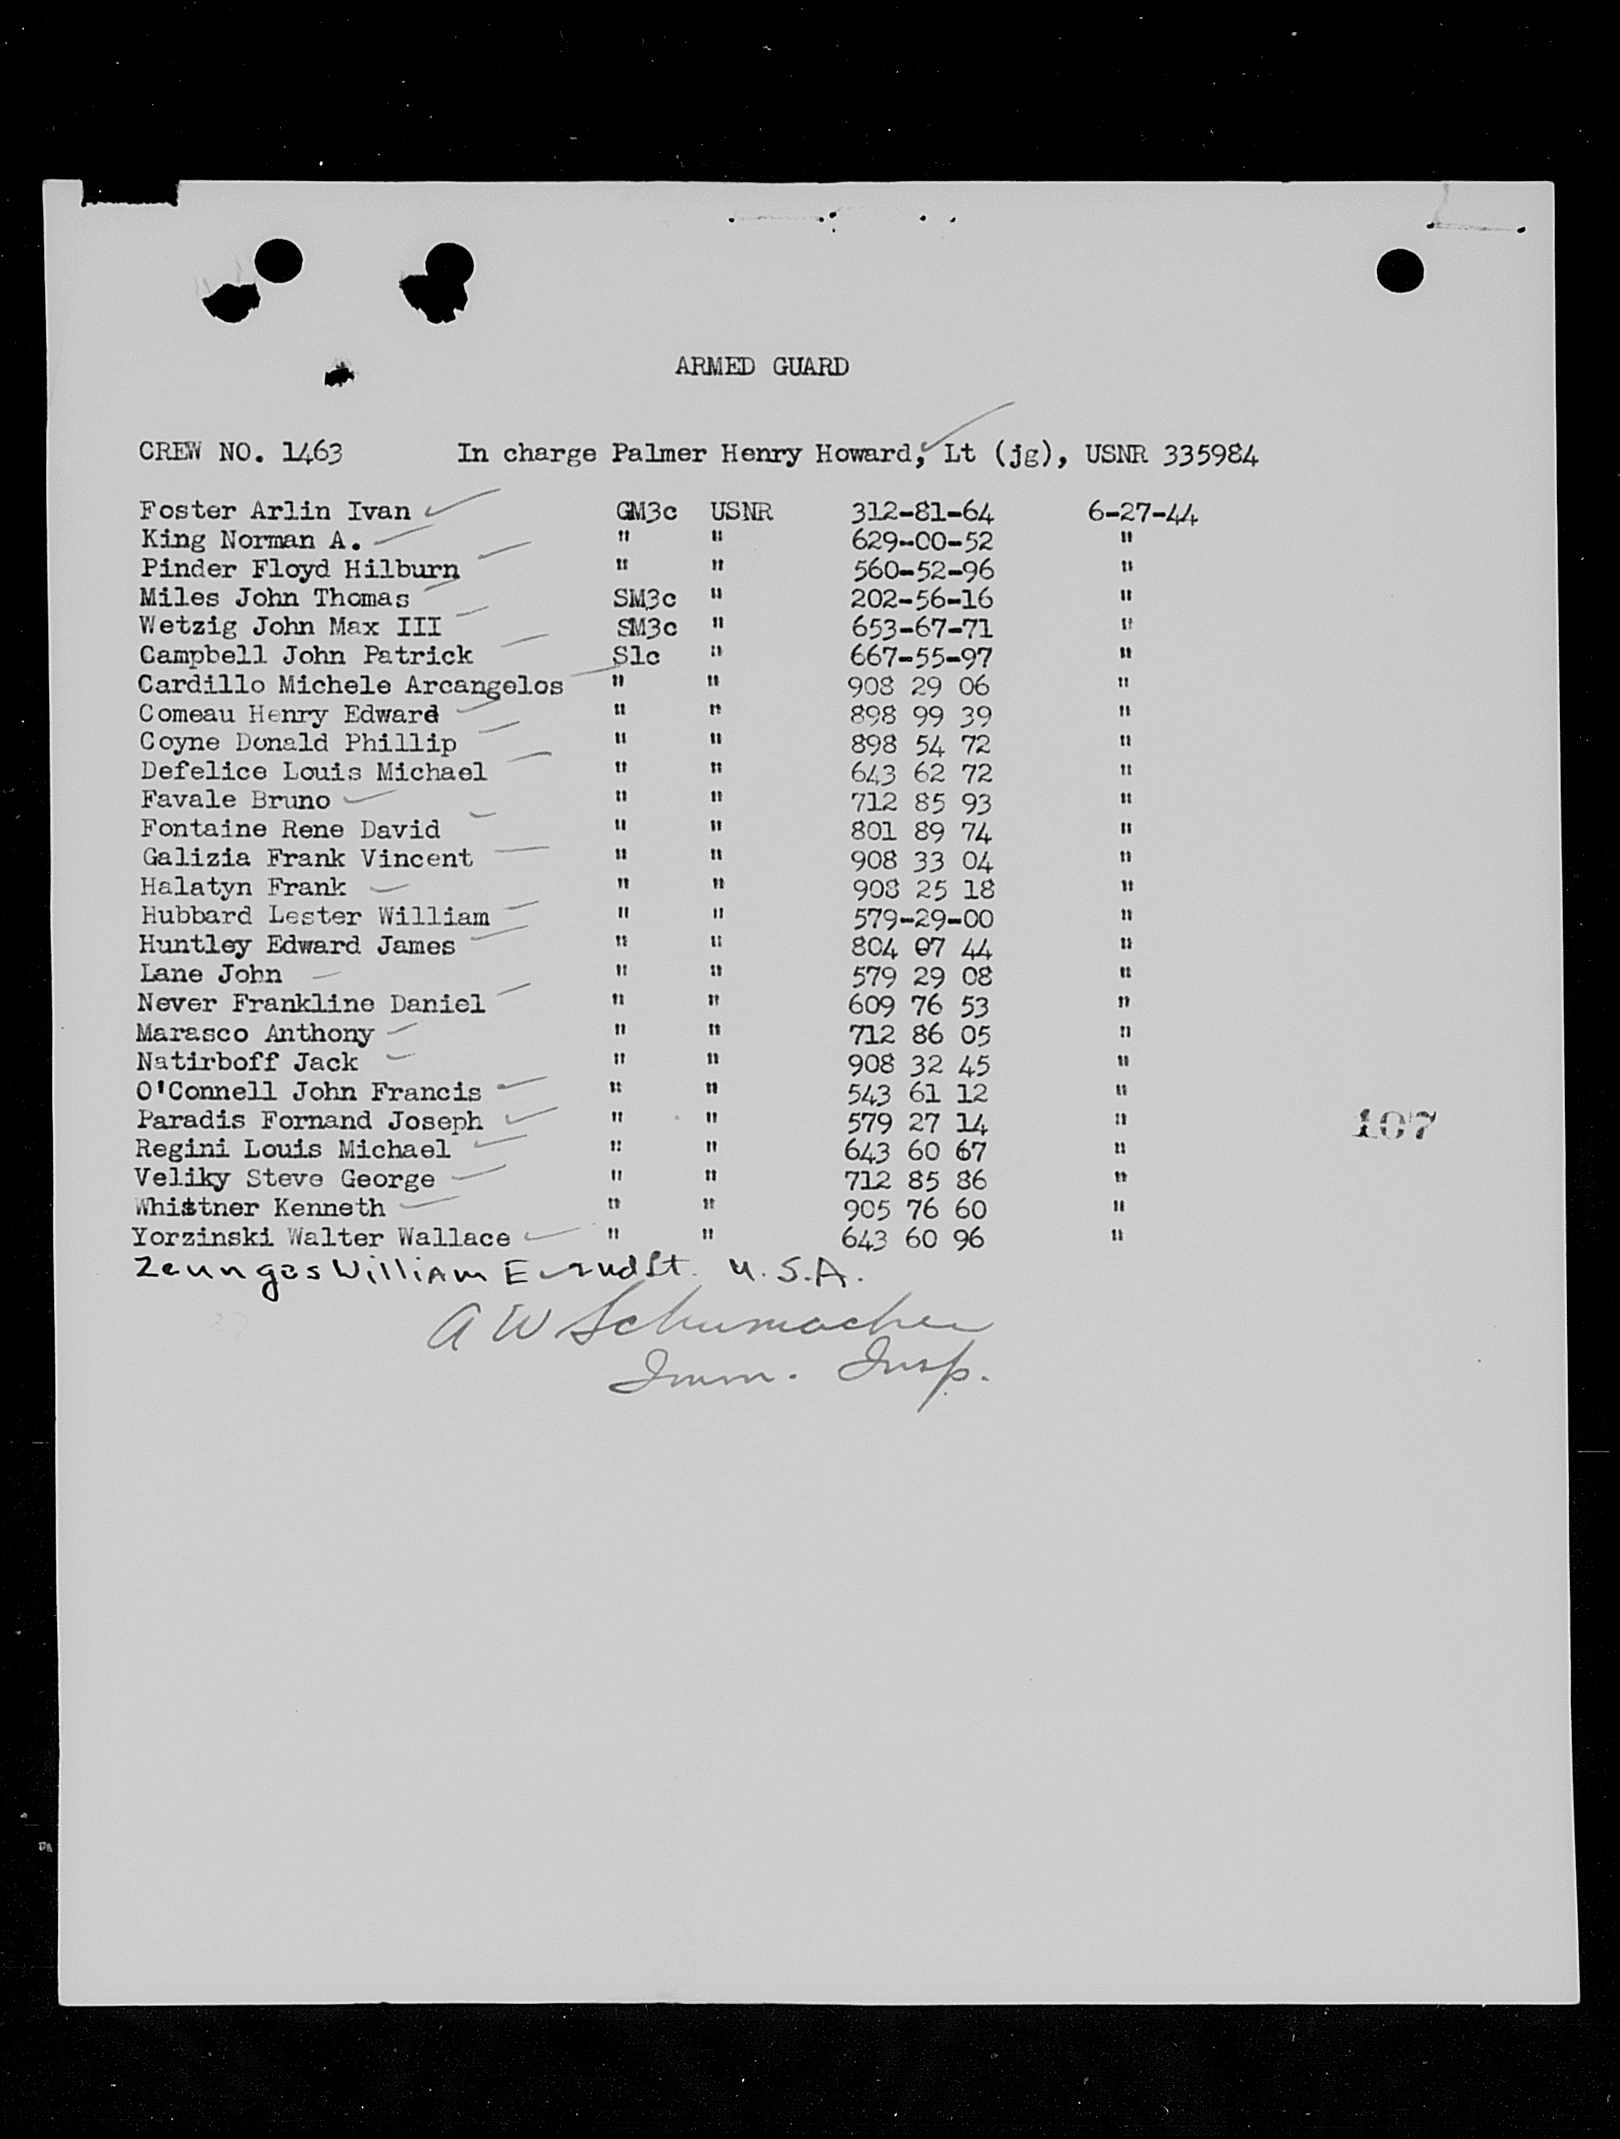 ARMED GUARD
CREW NO. 1463 In charge Palmer Henry Howard, Lt (jg), USNR 335984
Foster Arlin Ivan GM3c USNR 312-81-64 6-27-44
King Norman A. " " 629-00-52 "
Pinder Floyd Hilburn " " 560-52-96 "
Miles John Thomas SM3c " 202-56-16 "
Wetzig John Max III SM3c " 653-67-71 "
Campbell John Patrick S1c " 667-55-97 "
Cardillo Michele Arcangelos " " 908 29 06 "
Comeau Henry Edward " " 898 99 39 "
Coyne Donald Phillip " " 898 54 72 "
Defelice Louis Michael " " 643 62 72 "
Favale Bruno " " 712 85 93 "
Fontaine Rene David " " 801 89 74 "
Galizia Frank Vincent " " 908 33 04 "
Halatyn Frank " " 908 25 18 "
Hubbard Lester William " " 579-29-00 "
Huntley Edward James " " 804 07 44 "
Lane John " " 579 29 08 "
Never Frankline Daniel " " 609 76 53 "
Marasco Anthony " " 712 86 05 "
Natirboff Jack " " 908 32 45 "
O'Connell John Francis " " 543 61 12 "
Paradis Fornand Joseph " " 579 27 14 "
107
Regini Louis Michael " " 643 60 67 "
Veliky Steve George " " 712 85 86 "
Whistner Kenneth " " 905 76 60 "
Yorzinski Walter Wallace " " 643 60 96 "
Zeunges William E 2nd Lt. U.S.A.
A W Schumacher
Imm. Insp.